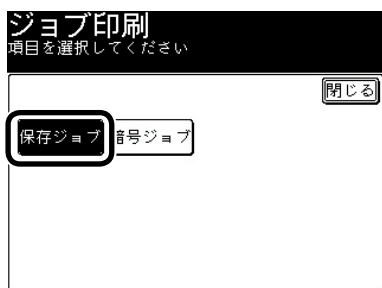 ジョブ印刷
項目を選択してください
閉じる
保存ジョブ 暗号ジョブ